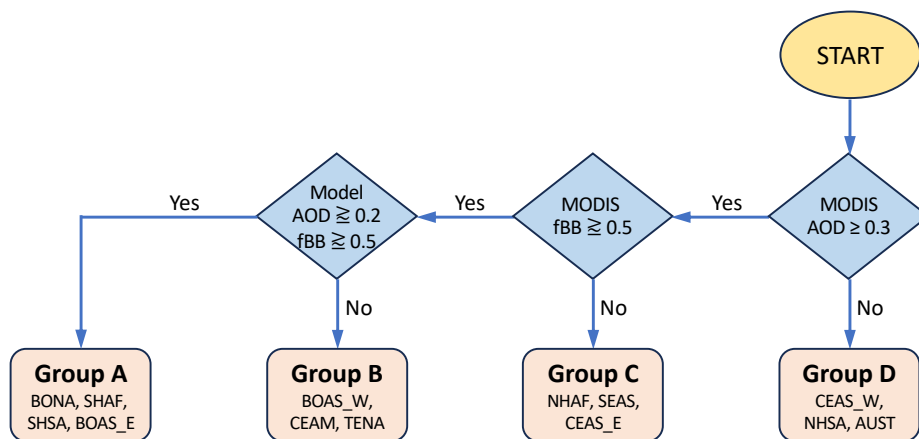 START
MODIS
AOD ≥ 0.3
Yes
No
MODIS
fBB ⪎ 0.5
Yes
No
Model
AOD ⪎ 0.2
fBB ⪎ 0.5
Yes
No
Group A
BONA, SHAF,
SHSA, BOAS_E
Group B
BOAS_W,
CEAM, TENA
Group C
NHAF, SEAS,
CEAS_E
Group D
CEAS_W,
NHSA, AUST